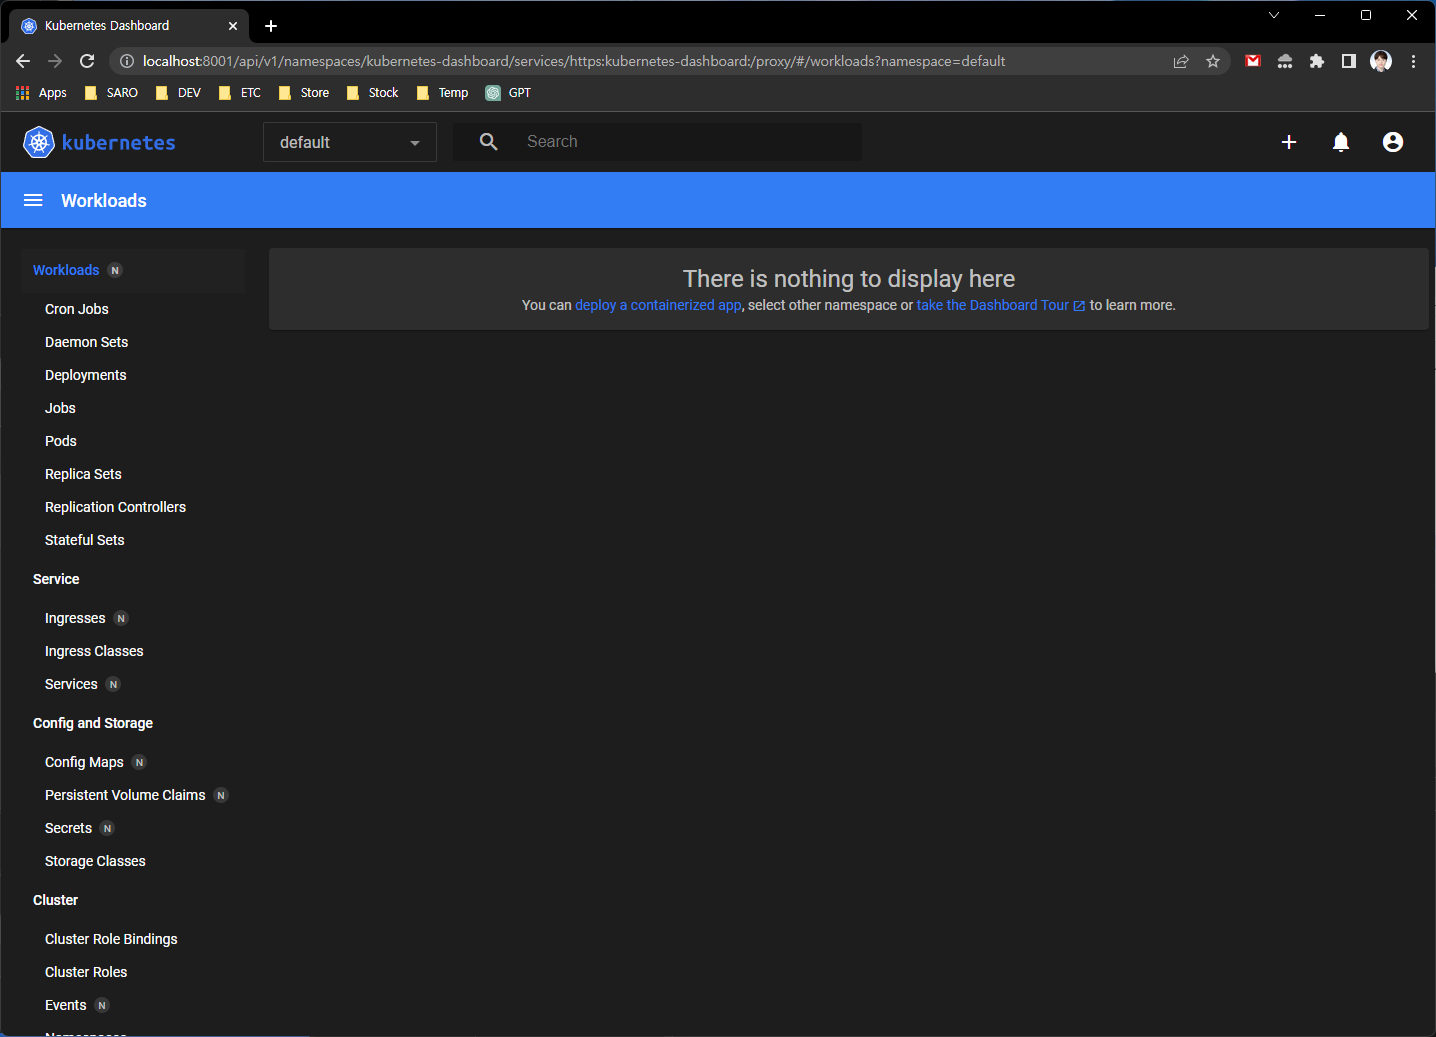 Kubernetes Dashboard
localhost:8001/api/v1/namespaces/kubernetes-dashboard/services/https:kubernetes-dashboard:/proxy/#/workloads?namespace=default
Apps SARO DEV ETC Store Stock Temp GPT
kubernetes default Search
Workloads
Workloads N
Cron Jobs
Daemon Sets
Deployments
Jobs
Pods
Replica Sets
Replication Controllers
Stateful Sets
Service
Ingresses N
Ingress Classes
Services N
Config and Storage
Config Maps N
Persistent Volume Claims N
Secrets N
Storage Classes
Cluster
Cluster Role Bindings
Cluster Roles
Events N
There is nothing to display here
You can deploy a containerized app, select other namespace or take the Dashboard Tour to learn more.